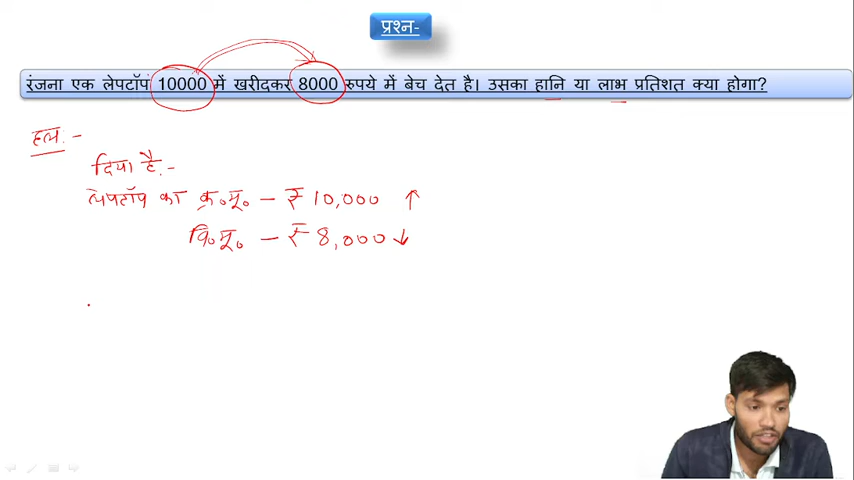 प्रश्न-
रंजना एक लेपटॉप 10000 में खरीदकर 8000 रुपये में बेच देत है। उसका हानि या लाभ प्रतिशत क्या होगा?
हल.-
दिया है.-
लेपटॉप का क्र०मू० - ₹ 10,000 ↑
वि०मू० - ₹ 8,000 ↓